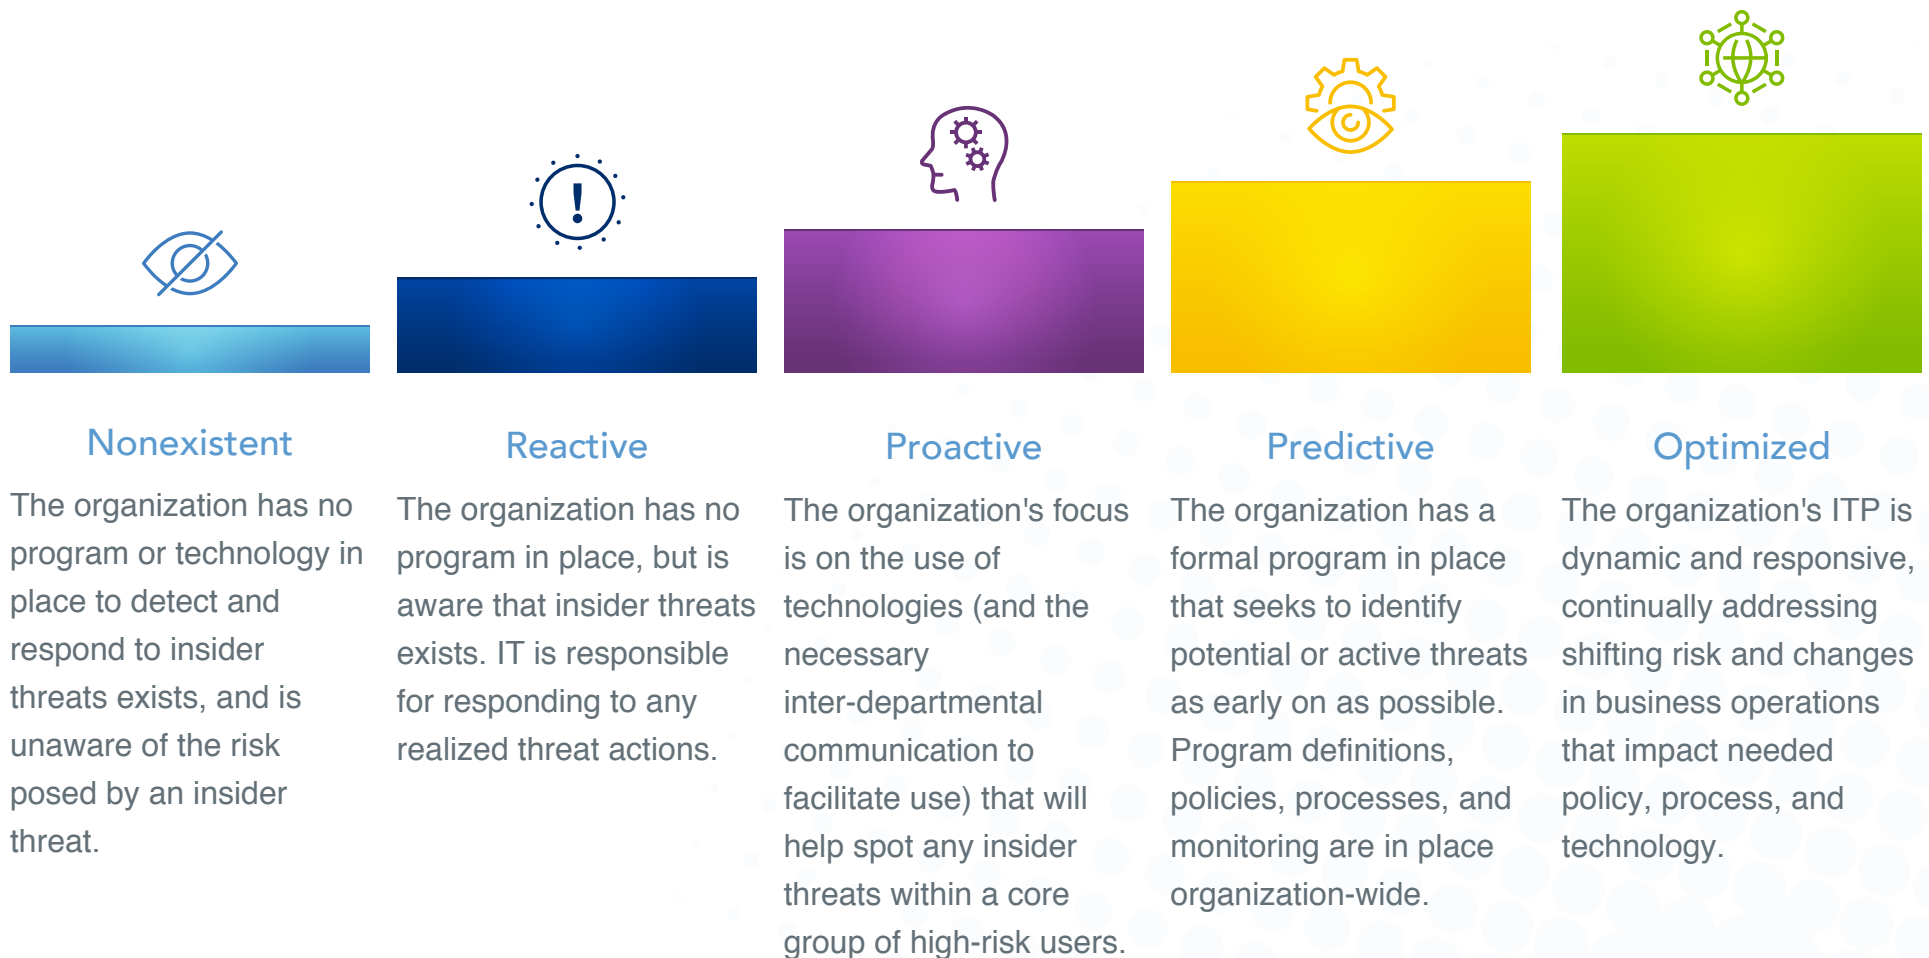 !
Nonexistent
The organization has no
program or technology in
place to detect and
respond to insider
threats exists, and is
unaware of the risk
posed by an insider
threat.
Reactive
The organization has no
program in place, but is
aware that insider threats
exists. IT is responsible
for responding to any
realized threat actions.
Proactive
The organization's focus
is on the use of
technologies (and the
necessary
inter-departmental
communication to
facilitate use) that will
help spot any insider
threats within a core
group of high-risk users.
Predictive
The organization has a
formal program in place
that seeks to identify
potential or active threats
as early on as possible.
Program definitions,
policies, processes, and
monitoring are in place
organization-wide.
Optimized
The organization's ITP is
dynamic and responsive,
continually addressing
shifting risk and changes
in business operations
that impact needed
policy, process, and
technology.